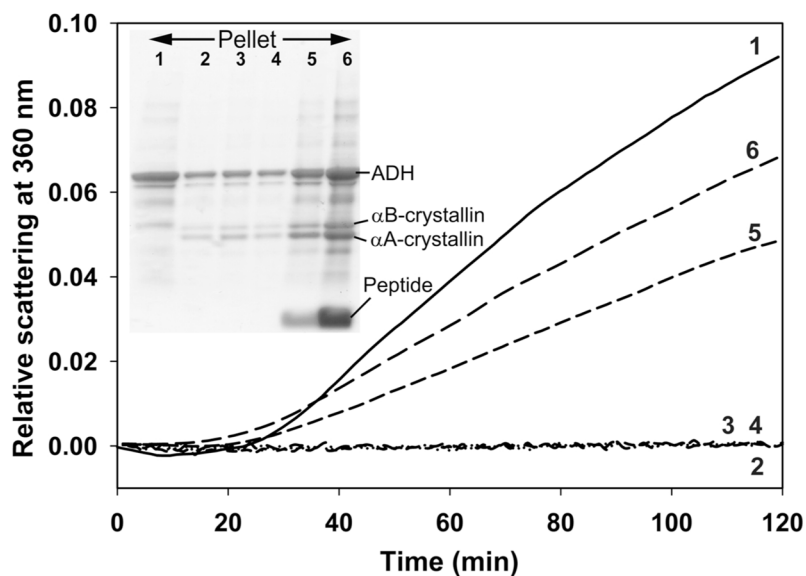 0.10
0.08
0.06
0.04
0.02
0.00
Relative scattering at 360 nm
Pellet
1 2 3 4 5 6
ADH
αB-crystallin
αA-crystallin
Peptide
1
6
5
3 4
2
0 20 40 60 80 100 120
Time (min)